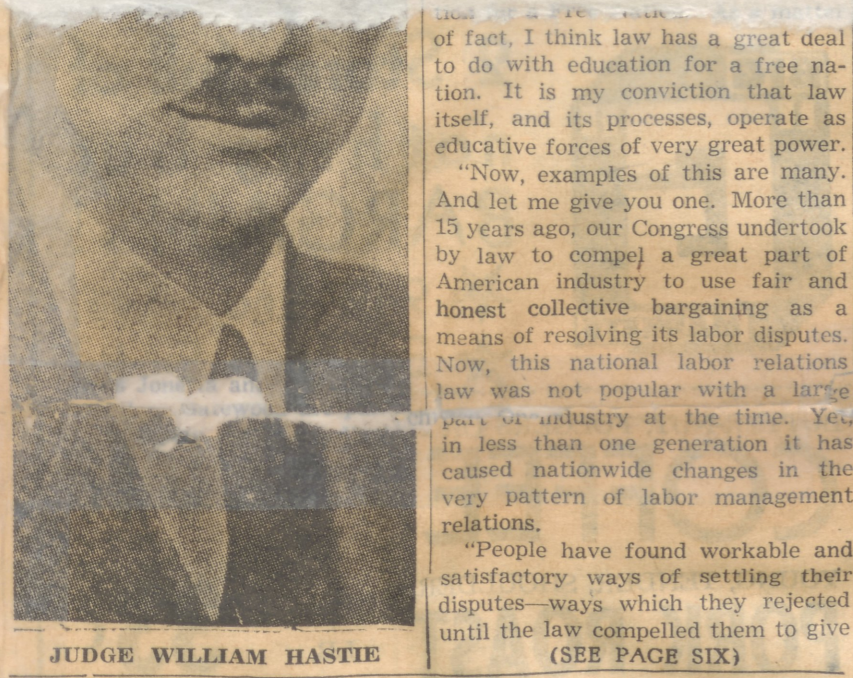 of fact, I think law has a great deal
to do with education for a free na-
tion. It is my conviction that law
itself, and its processes, operate as
educative forces of very great power.
"Now, examples of this are many.
And let me give you one. More than
15 years ago, our Congress undertook
by law to compel a great part of
American industry to use fair and
honest collective bargaining as a
means of resolving its labor disputes.
Now, this national labor relations
law was not popular with a large
part of industry at the time. Yet,
in less than one generation it has
caused nationwide changes in the
very pattern of labor management
relations.
"People have found workable and
satisfactory ways of settling their
disputes—ways which they rejected
until the law compelled them to give
(SEE PAGE SIX)
JUDGE WILLIAM HASTIE